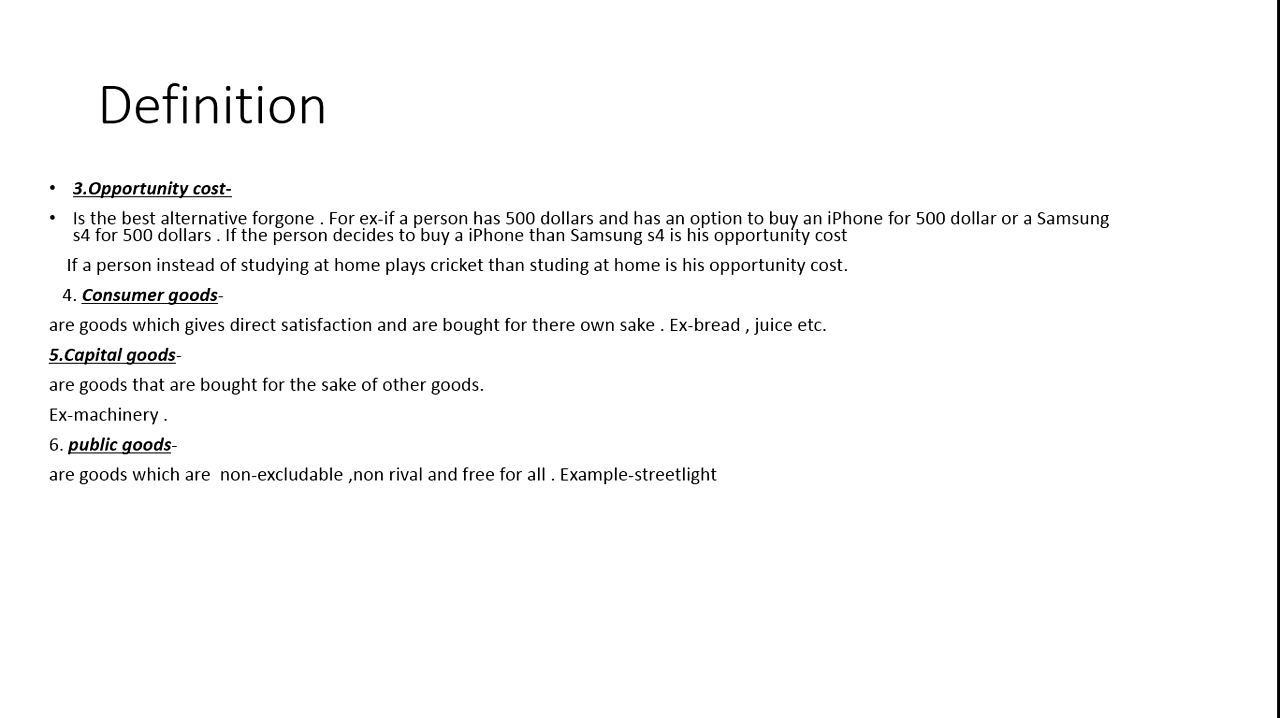 Definition
• 3.Opportunity cost-
• Is the best alternative forgone . For ex-if a person has 500 dollars and has an option to buy an iPhone for 500 dollar or a Samsung
s4 for 500 dollars . If the person decides to buy a iPhone than Samsung s4 is his opportunity cost
If a person instead of studying at home plays cricket than studing at home is his opportunity cost.
4. Consumer goods-
are goods which gives direct satisfaction and are bought for there own sake . Ex-bread , juice etc.
5.Capital goods-
are goods that are bought for the sake of other goods.
Ex-machinery .
6. public goods-
are goods which are  non-excludable ,non rival and free for all . Example-streetlight